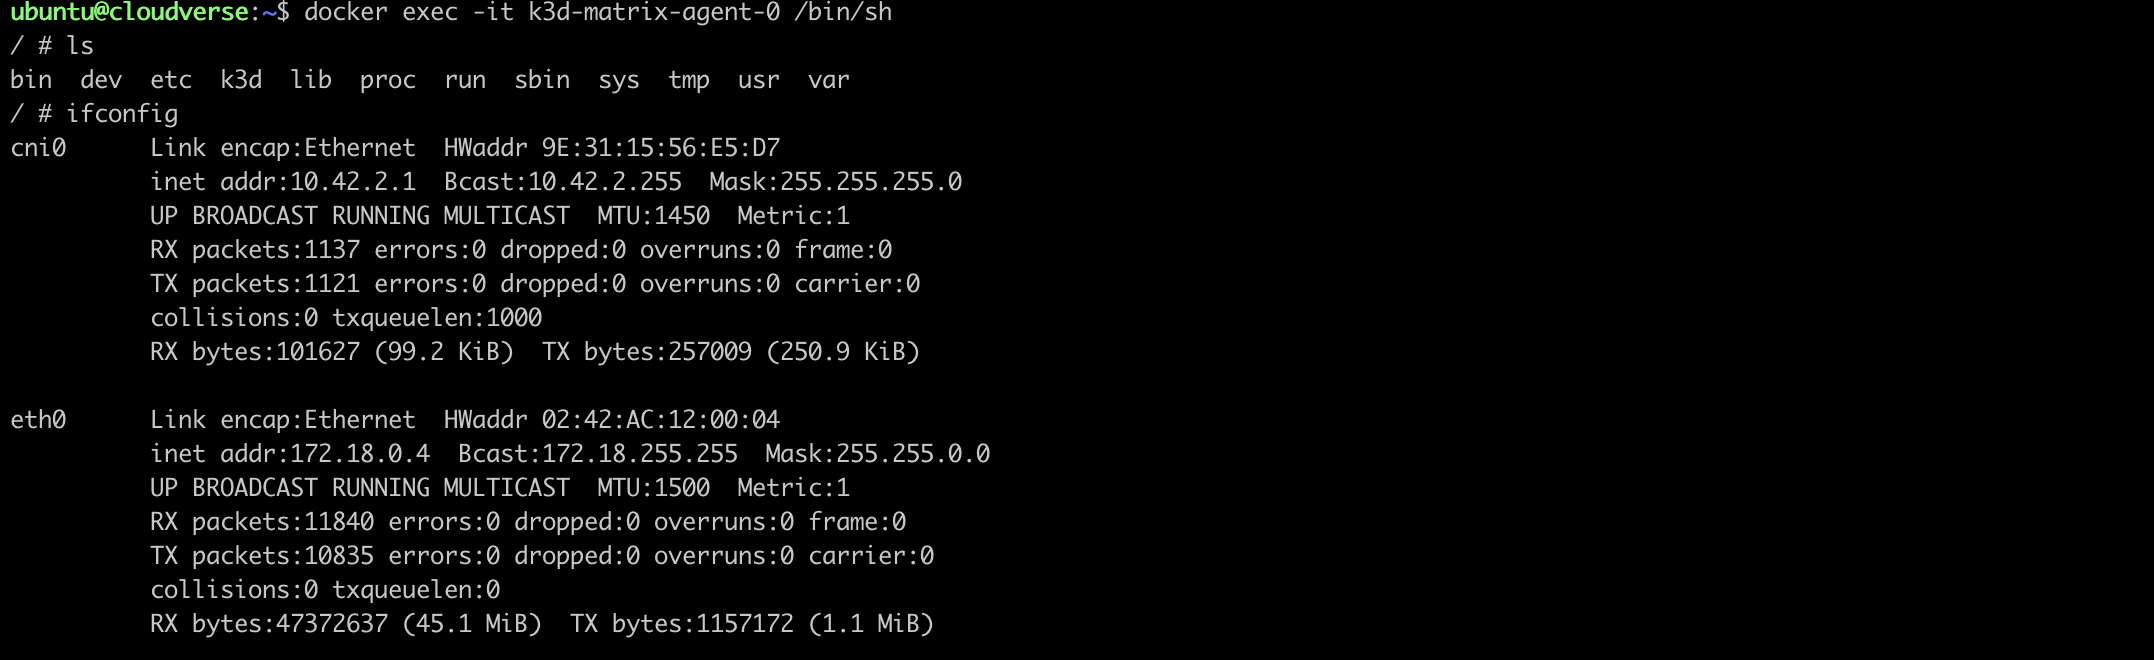 ubuntu@cloudverse:~$ docker exec -it k3d-matrix-agent-0 /bin/sh
/ # ls
bin  dev  etc  k3d  lib  proc  run  sbin  sys  tmp  usr  var
/ # ifconfig
cni0      Link encap:Ethernet  HWaddr 9E:31:15:56:E5:D7
          inet addr:10.42.2.1  Bcast:10.42.2.255  Mask:255.255.255.0
          UP BROADCAST RUNNING MULTICAST  MTU:1450  Metric:1
          RX packets:1137 errors:0 dropped:0 overruns:0 frame:0
          TX packets:1121 errors:0 dropped:0 overruns:0 carrier:0
          collisions:0 txqueuelen:1000
          RX bytes:101627 (99.2 KiB)  TX bytes:257009 (250.9 KiB)

eth0      Link encap:Ethernet  HWaddr 02:42:AC:12:00:04
          inet addr:172.18.0.4  Bcast:172.18.255.255  Mask:255.255.0.0
          UP BROADCAST RUNNING MULTICAST  MTU:1500  Metric:1
          RX packets:11840 errors:0 dropped:0 overruns:0 frame:0
          TX packets:10835 errors:0 dropped:0 overruns:0 carrier:0
          collisions:0 txqueuelen:0
          RX bytes:47372637 (45.1 MiB)  TX bytes:1157172 (1.1 MiB)